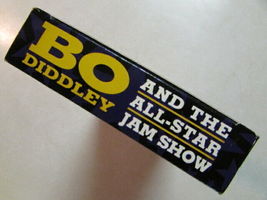 BO
DIDDLEY
AND THE
ALL-STAR
JAM SHOW